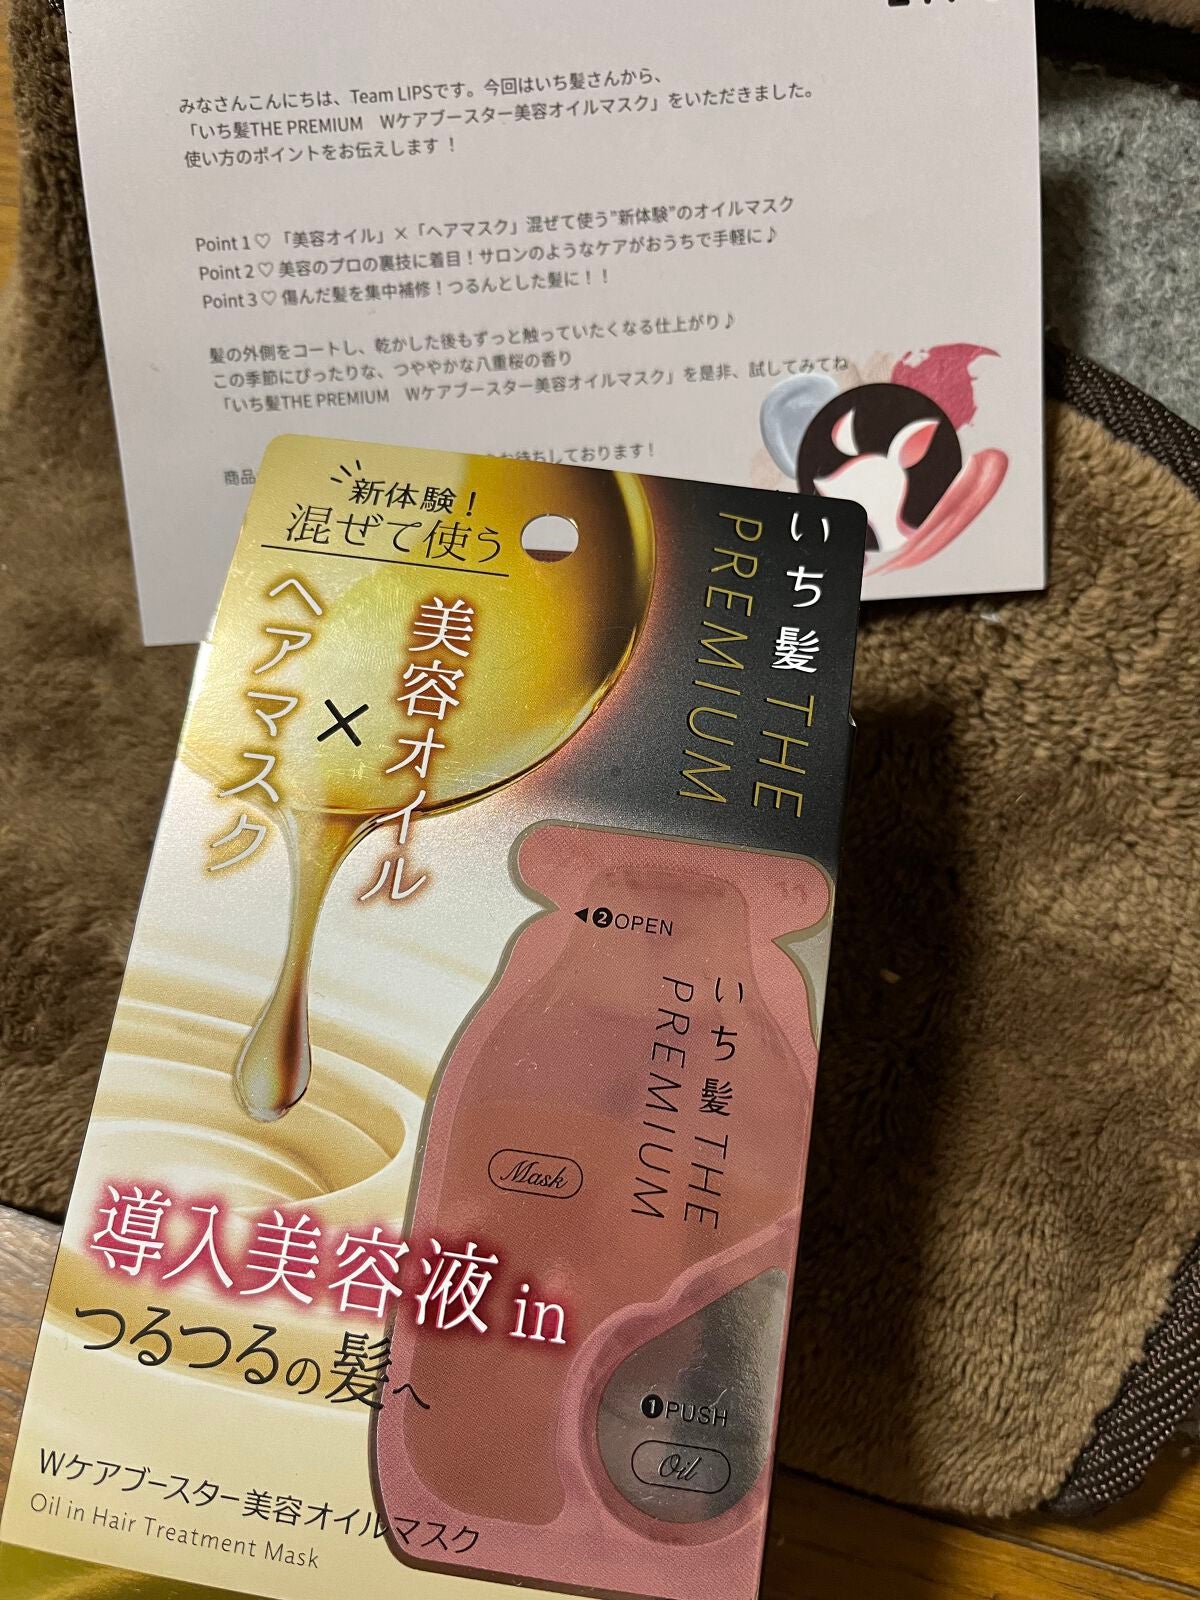 みなさんこんにちは、Team LIPSです。今回はいち髪さんから、
「いち髪THE PREMIUM　Wケアブースター美容オイルマスク」をいただきました。
使い方のポイントをお伝えします！
Point 1♡「美容オイル」×「ヘアマスク」混ぜて使う”新体験”のオイルマスク
Point 2♡美容のプロの裏技に着目！サロンのようなケアがおうちで手軽に♪
Point 3♡傷んだ髪を集中補修！つるんとした髪に！！
髪の外側をコートし、乾かした後もずっと触っていたくなる仕上がり♪
この季節にぴったりな、つややかな八重桜の香り
「いち髪THE PREMIUM　Wケアブースター美容オイルマスク」を是非、試してみてね
商品
お待ちしております！
新体験！
混ぜて使う
美容オイル
×
ヘアマスク
いち髪 THE
PREMIUM
◀❷OPEN
いち髪 THE
PREMIUM
Mask
導入美容液 in
つるつるの髪へ
❶PUSH
Oil
Wケアブースター美容オイルマスク
Oil in Hair Treatment Mask